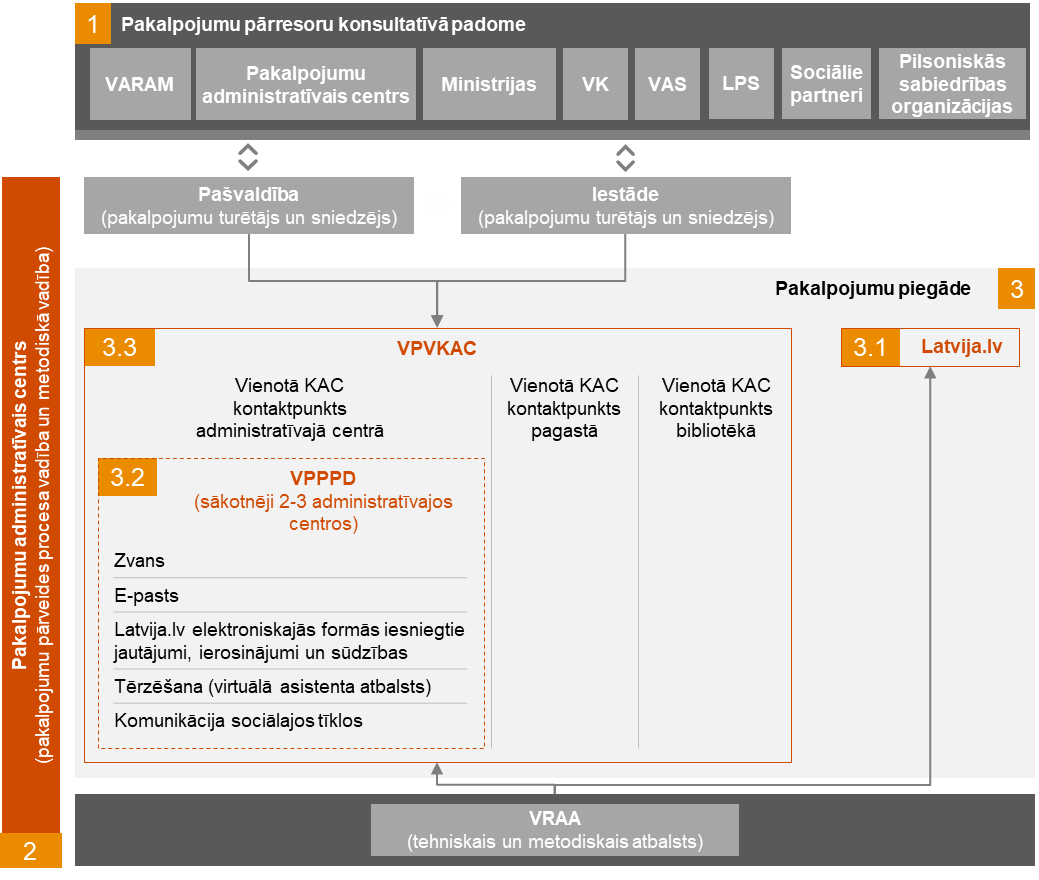 1
Pakalpojumu pārresoru konsultatīvā padome
VARAM
Pakalpojumu
administratīvais centrs
Ministrijas
VK
VAS
LPS
Sociālie
partneri
Pilsoniskās
sabiedrības
organizācijas
Pašvaldība
(pakalpojumu turētājs un sniedzējs)
Iestāde
(pakalpojumu turētājs un sniedzējs)
Pakalpojumu administratīvais centrs
(pakalpojumu pārveides procesa vadība un metodiskā vadība)
2
Pakalpojumu piegāde
3
3.3
VPVKAC
3.1
Latvija.lv
Vienotā KAC
kontaktpunkts
administratīvajā centrā
Vienotā KAC
kontaktpunkts
pagastā
Vienotā KAC
kontaktpunkts
bibliotēkā
3.2
VPPPD
(sākotnēji 2-3 administratīvajos
centros)
Zvans
E-pasts
Latvija.lv elektroniskajās formās iesniegtie
jautājumi, ierosinājumi un sūdzības
Tērzēšana (virtuālā asistenta atbalsts)
Komunikācija sociālajos tīklos
VRAA
(tehniskais un metodiskais atbalsts)